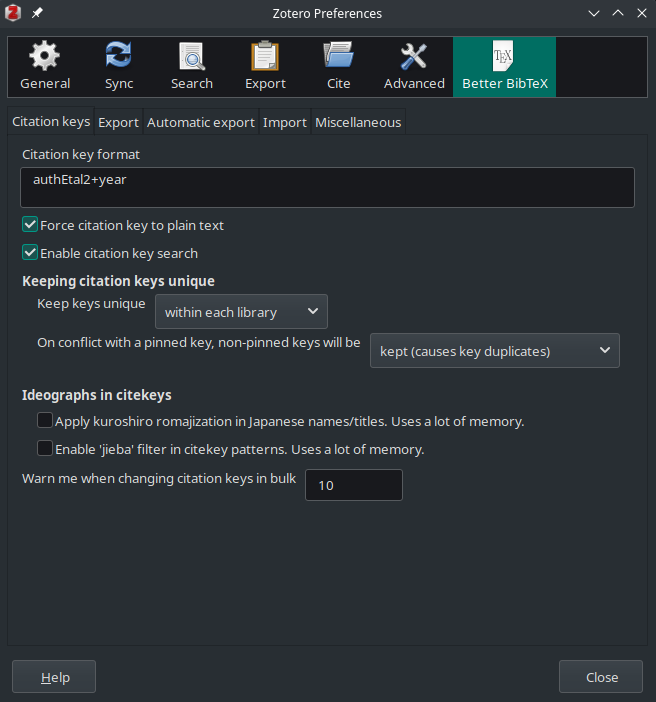 Zotero Preferences
General Sync Search Export Cite Advanced Better BibTeX
Citation keys Export Automatic export Import Miscellaneous
Citation key format
authEtal2+year
Force citation key to plain text
Enable citation key search
Keeping citation keys unique
Keep keys unique within each library
On conflict with a pinned key, non-pinned keys will be kept (causes key duplicates)
Ideographs in citekeys
Apply kuroshiro romajization in Japanese names/titles. Uses a lot of memory.
Enable 'jieba' filter in citekey patterns. Uses a lot of memory.
Warn me when changing citation keys in bulk 10
Help Close